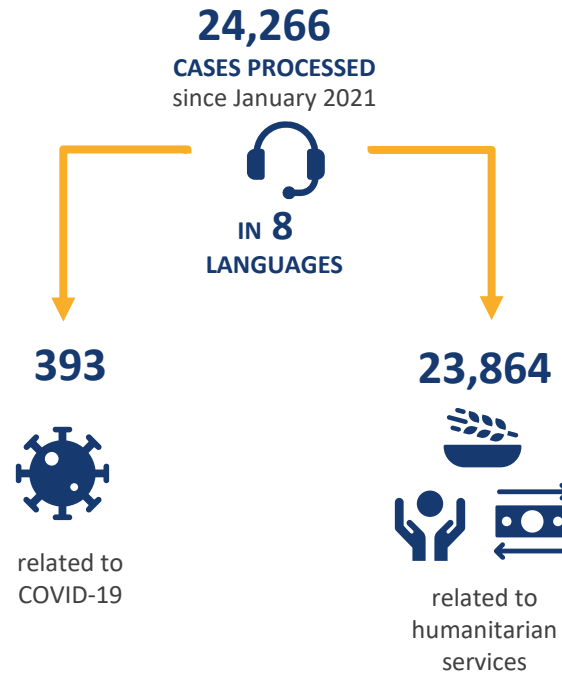 24,266
CASES PROCESSED
since January 2021
IN 8
LANGUAGES
393
related to
COVID-19
23,864
related to
humanitarian
services